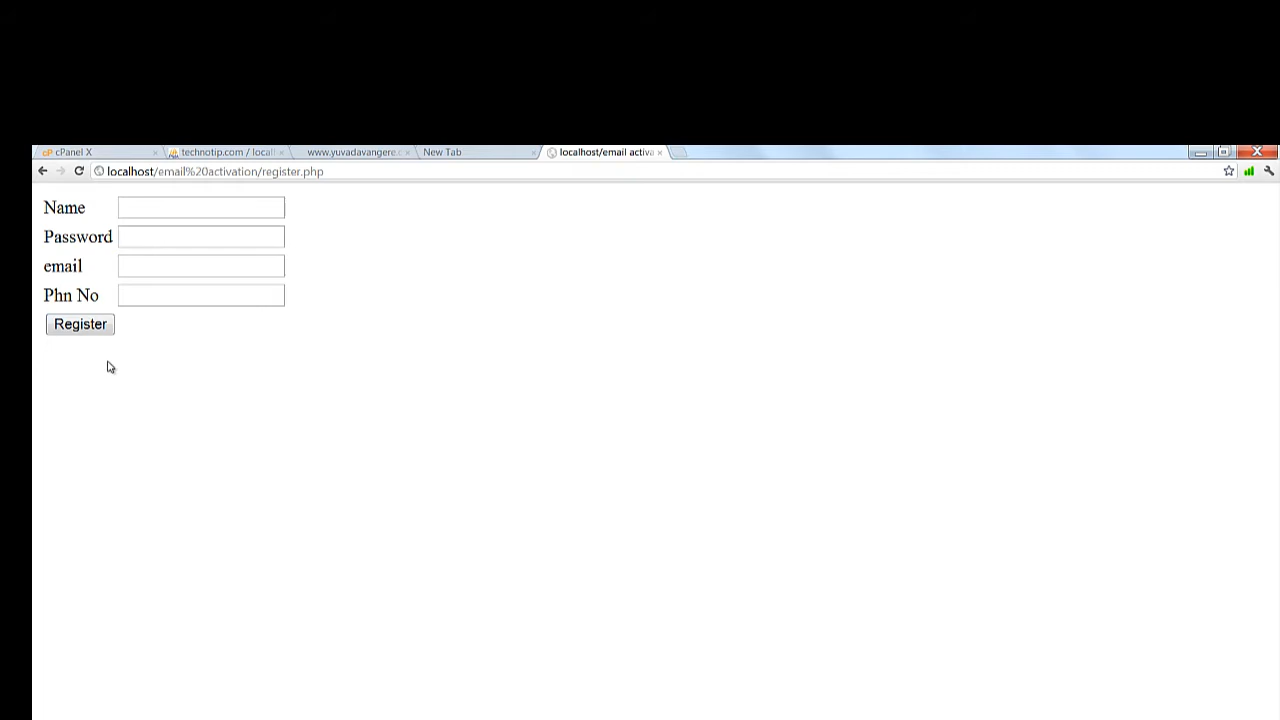 cPanel X
technotip.com / locall
www.yuvadavangere.c
New Tab
localhost/email activa
localhost/email%20activation/register.php
Name
Password
email
Phn No
Register